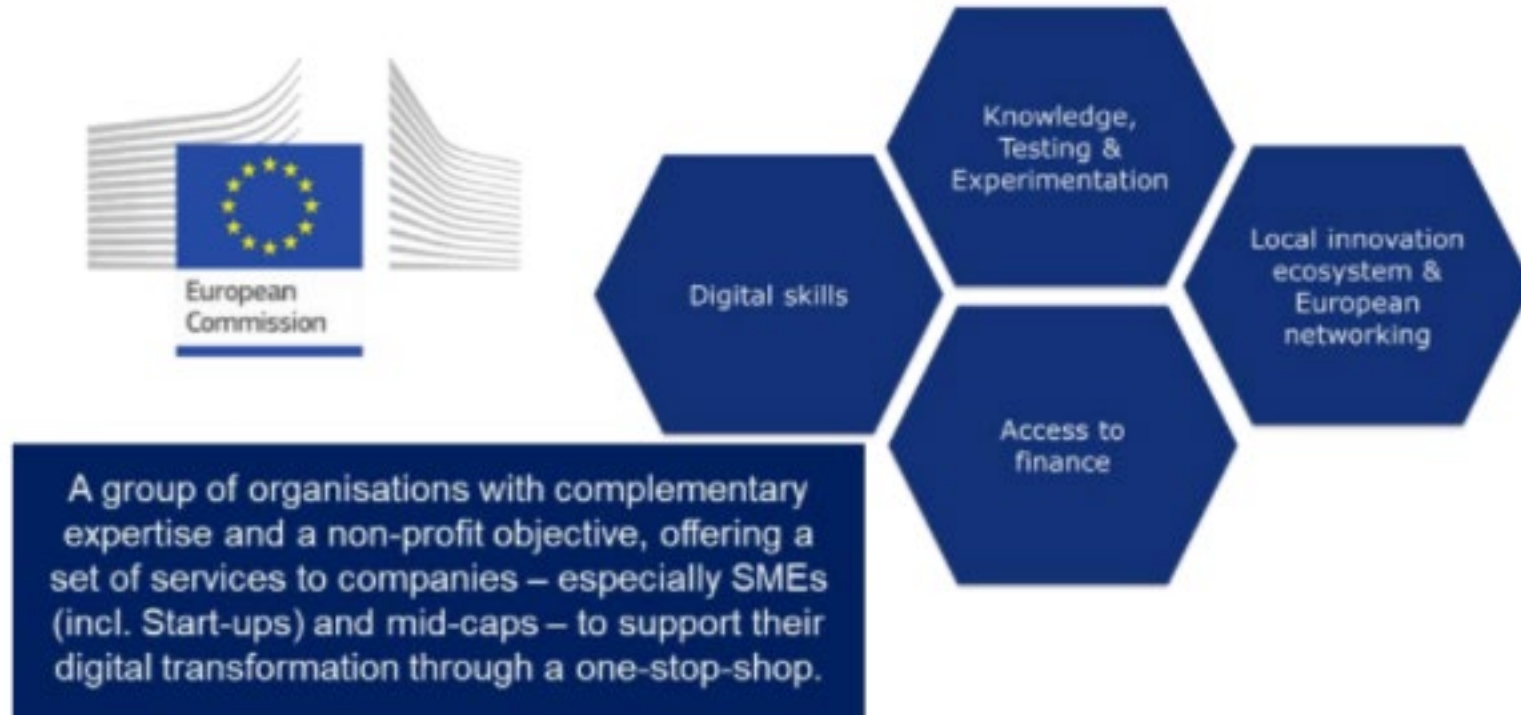 European
Commission
Knowledge,
Testing &
Experimentation
Digital skills
Local innovation
ecosystem &
European
networking
Access to
finance
A group of organisations with complementary
expertise and a non-profit objective, offering a
set of services to companies – especially SMEs
(incl. Start-ups) and mid-caps – to support their
digital transformation through a one-stop-shop.